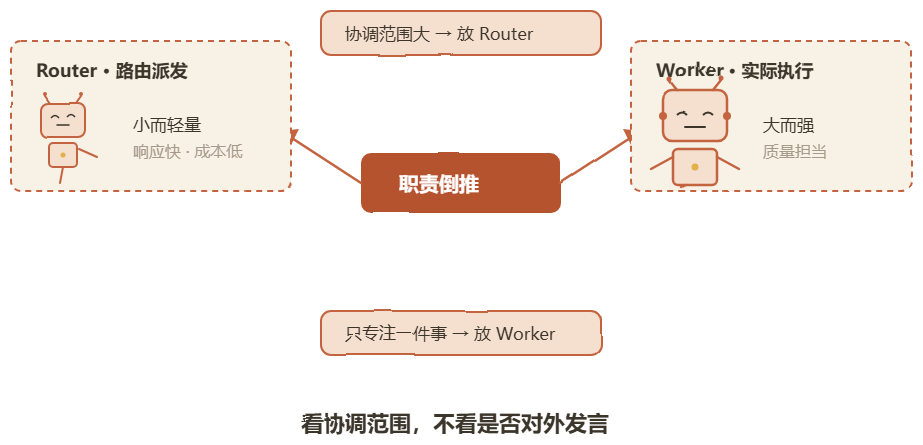 协调范围大 → 放 Router
Router • 路由派发
小而轻量
响应快 · 成本低
Worker • 实际执行
大而强
质量担当
职责倒推
只专注一件事 → 放 Worker
看协调范围，不看是否对外发言